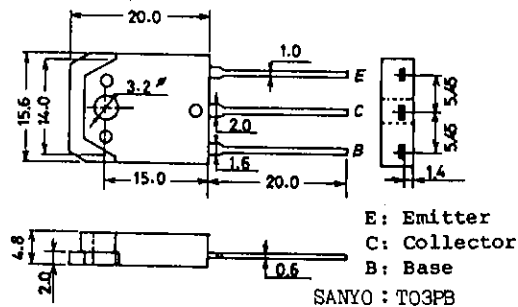 20.0
1.0
E
15.6
14.0
3.2ø
C
5.45
2.0
5.45
B
1.6
15.0
20.0
1.4
4.8
2.0
0.6
E: Emitter
C: Collector
B: Base
SANYO : TO3PB